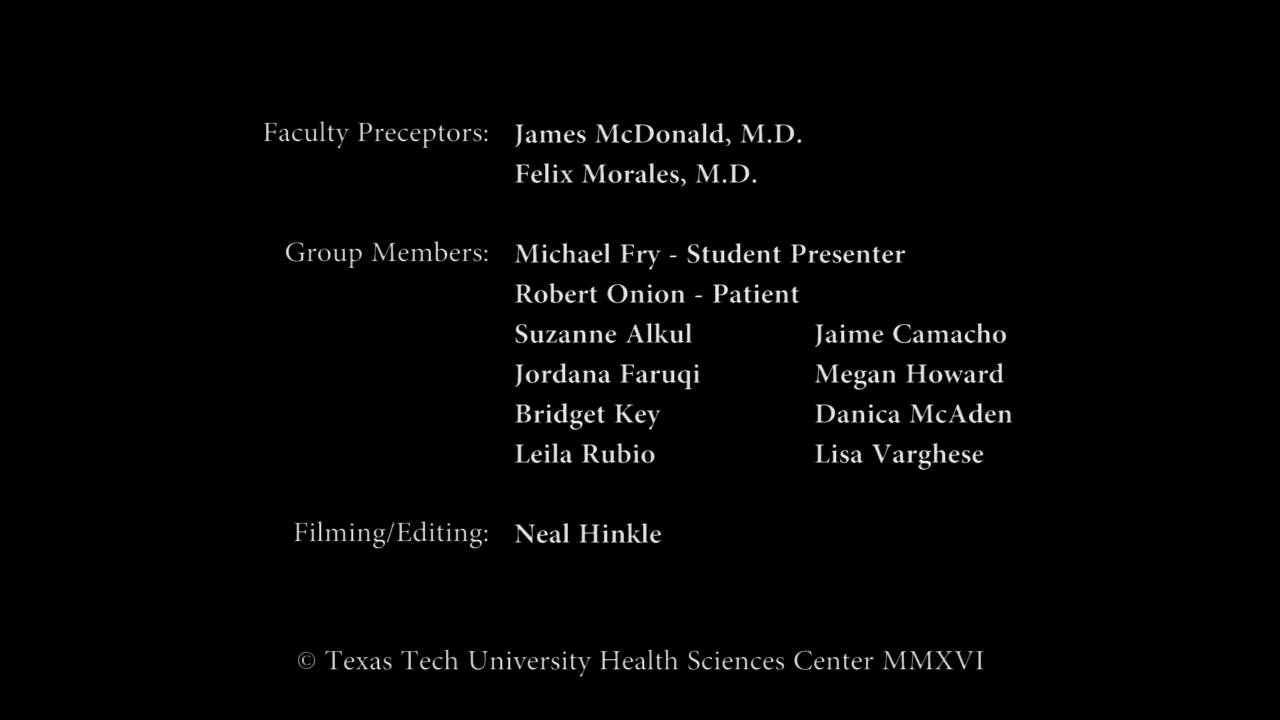 Faculty Preceptors: James McDonald, M.D.
Felix Morales, M.D.
Group Members: Michael Fry - Student Presenter
Robert Onion - Patient
Suzanne Alkul Jaime Camacho
Jordana Faruqi Megan Howard
Bridget Key Danica McAden
Leila Rubio Lisa Varghese
Filming/Editing: Neal Hinkle
© Texas Tech University Health Sciences Center MMXVI